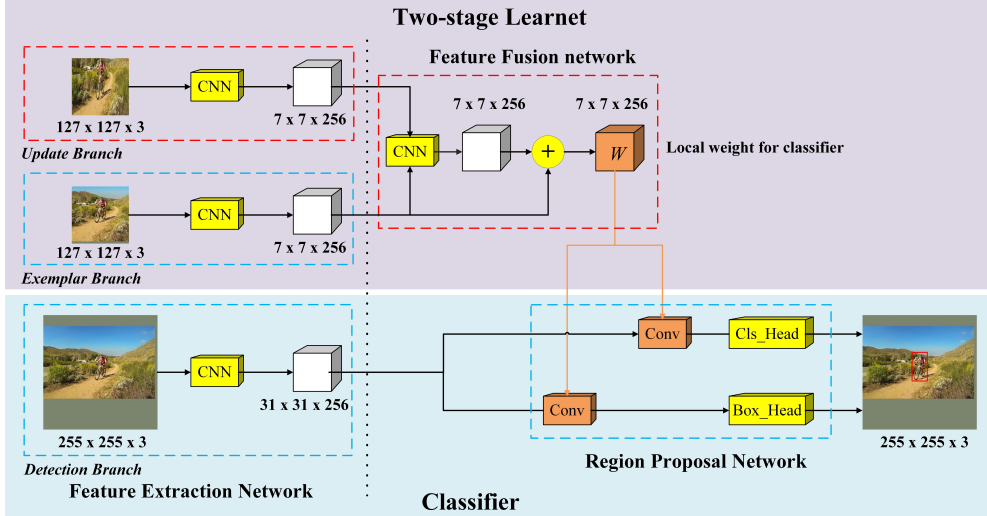 Two-stage Learnet
Feature Fusion network
CNN
127 x 127 x 3
7 x 7 x 256
Update Branch
7 x 7 x 256
7 x 7 x 256
CNN
+
W
Local weight for classifier
CNN
127 x 127 x 3
7 x 7 x 256
Exemplar Branch
CNN
31 x 31 x 256
255 x 255 x 3
Detection Branch
Feature Extraction Network
Conv
Cls_Head
Conv
Box_Head
255 x 255 x 3
Region Proposal Network
Classifier